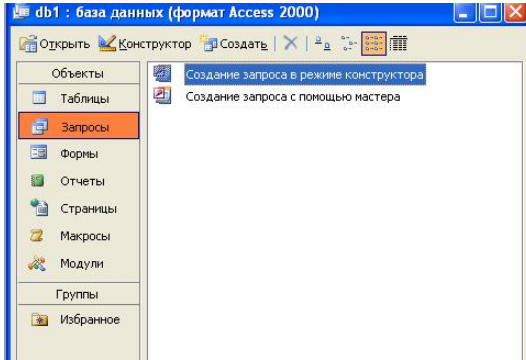 db1 : база данных (формат Access 2000)
Открыть Конструктор Создать
Объекты
Таблицы
Запросы
Формы
Отчеты
Страницы
Макросы
Модули
Группы
Избранное
Создание запроса в режиме конструктора
Создание запроса с помощью мастера